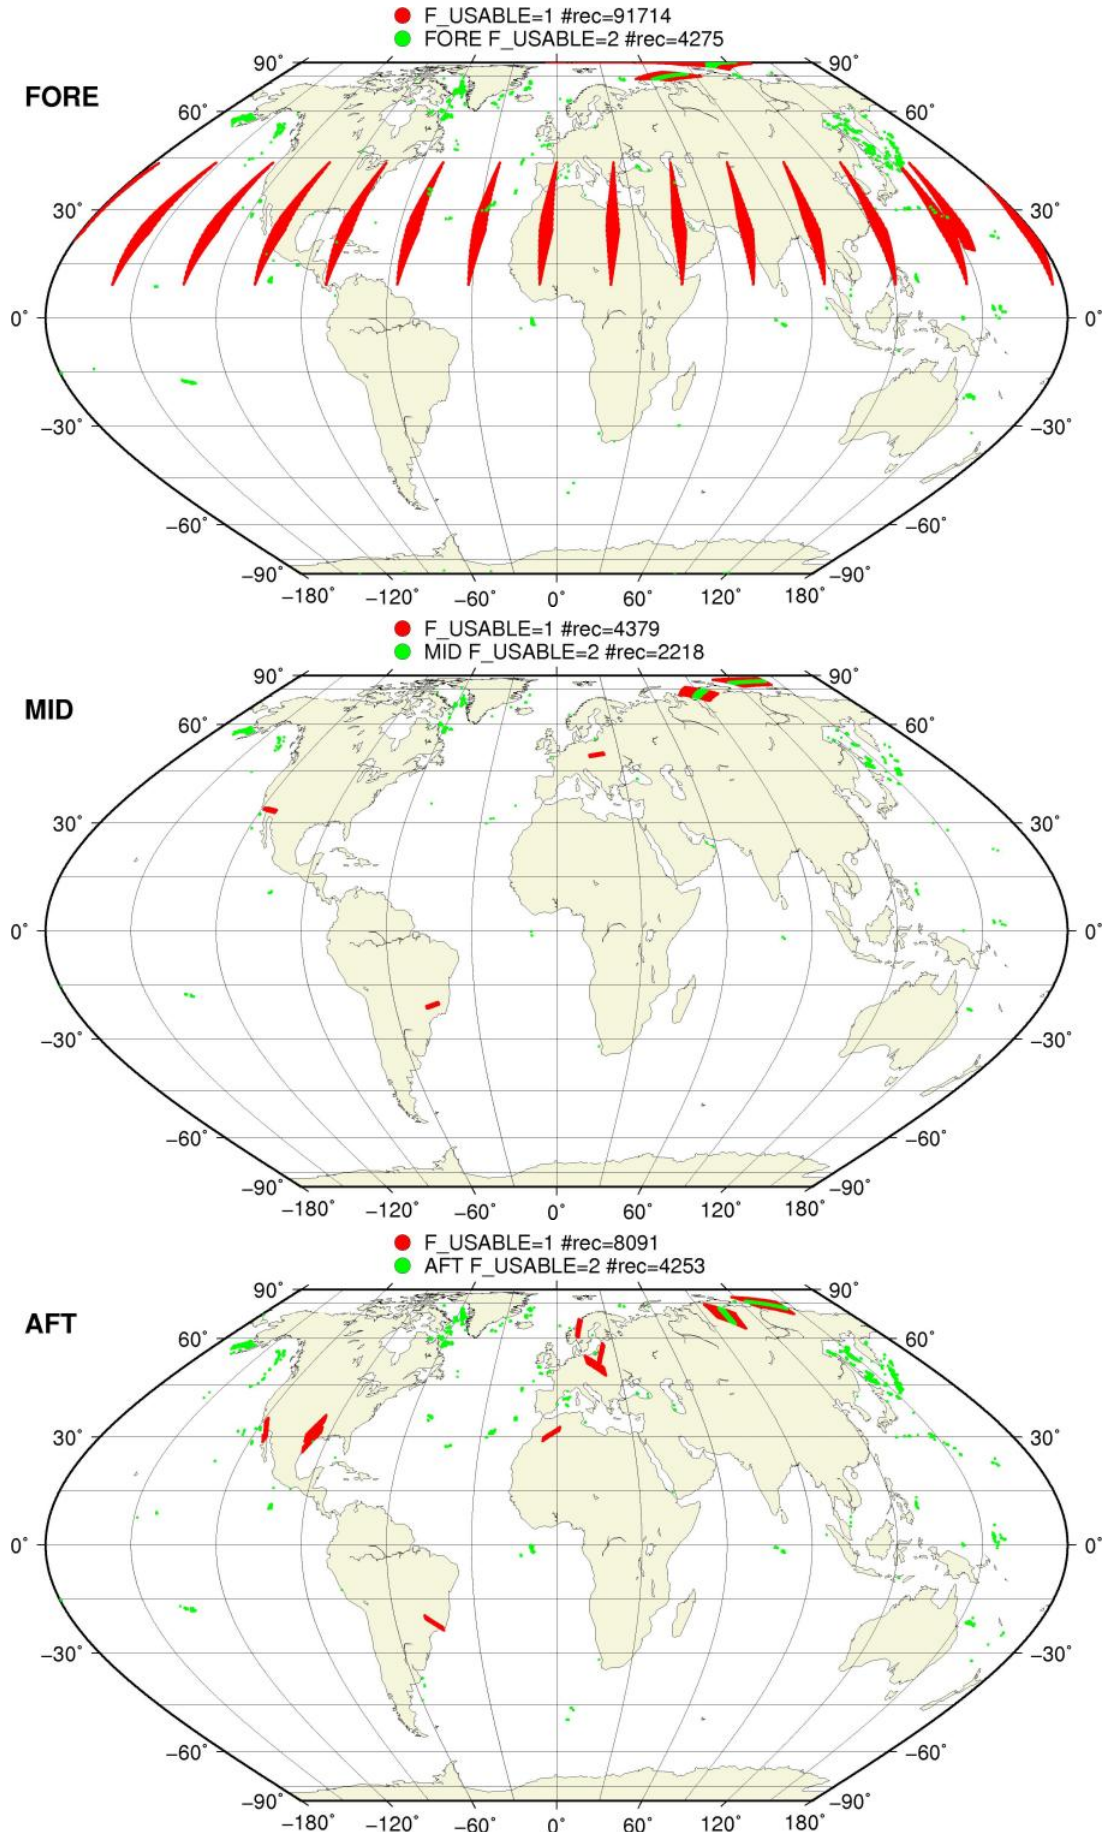 F_USABLE=1 #rec=91714
FORE F_USABLE=2 #rec=4275
FORE
90° 90°
60° 60°
30° 30°
0° 0°
−30° −30°
−60° −60°
−90° −90°
−180° −120° −60° 0° 60° 120° 180°
F_USABLE=1 #rec=4379
MID F_USABLE=2 #rec=2218
MID
90° 90°
60° 60°
30° 30°
0° 0°
−30° −30°
−60° −60°
−90° −90°
−180° −120° −60° 0° 60° 120° 180°
F_USABLE=1 #rec=8091
AFT F_USABLE=2 #rec=4253
AFT
90° 90°
60° 60°
30° 30°
0° 0°
−30° −30°
−60° −60°
−90° −90°
−180° −120° −60° 0° 60° 120° 180°